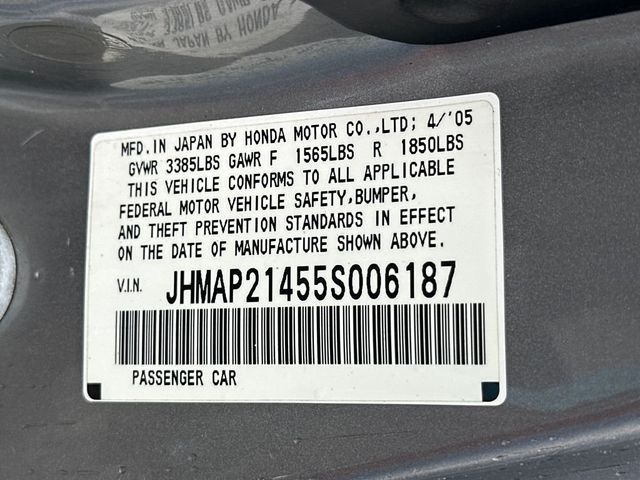 MFD.IN JAPAN BY HONDA MOTOR CO.,LTD; 4/'05
GVWR 3385LBS GAWR F 1565LBS R 1850LBS
THIS VEHICLE CONFORMS TO ALL APPLICABLE
FEDERAL MOTOR VEHICLE SAFETY,BUMPER,
AND THEFT PREVENTION STANDARDS IN EFFECT
ON THE DATE OF MANUFACTURE SHOWN ABOVE.
V.I.N. JHMAP21455S006187
PASSENGER CAR